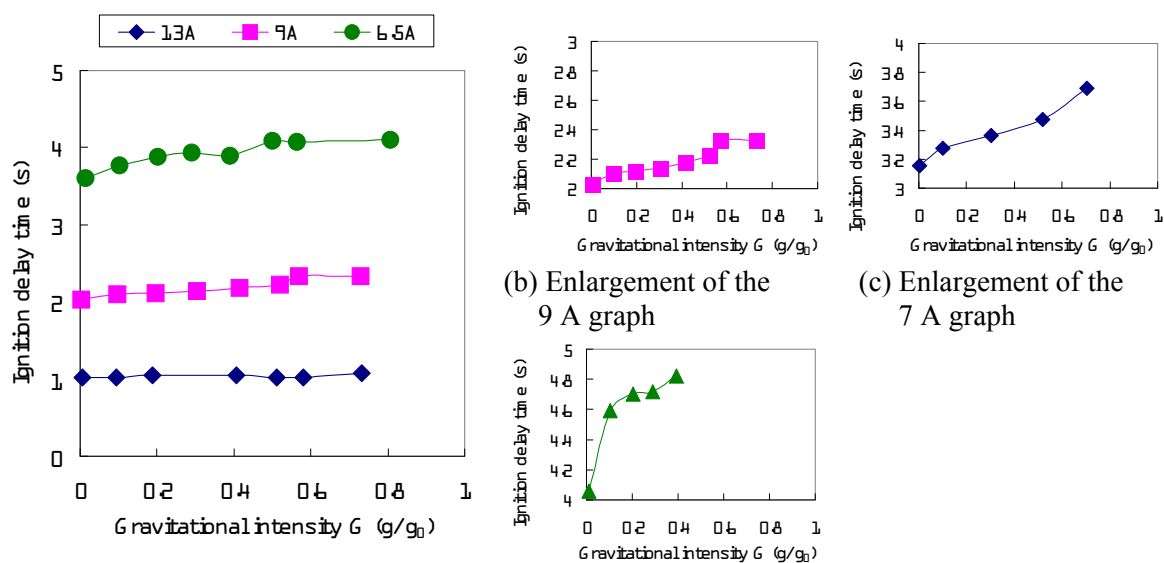 13A 9A 6.5A
Ignition delay time (s)
5
4
3
2
1
0
0 0.2 0.4 0.6 0.8 1
Gravitational intensity G (g/g0)
Ignition delay time (s)
3
2.8
2.6
2.4
2.2
2
0 0.2 0.4 0.6 0.8 1
Gravitational intensity G (g/g0)
(b) Enlargement of the
9 A graph
Ignition delay time (s)
4
3.8
3.6
3.4
3.2
3
0 0.2 0.4 0.6 0.8 1
Gravitational intensity G (g/g0)
(c) Enlargement of the
7 A graph
Ignition delay time (s)
5
4.8
4.6
4.4
4.2
4
0 0.2 0.4 0.6 0.8 1
Gravitational intensity G (g/g0)